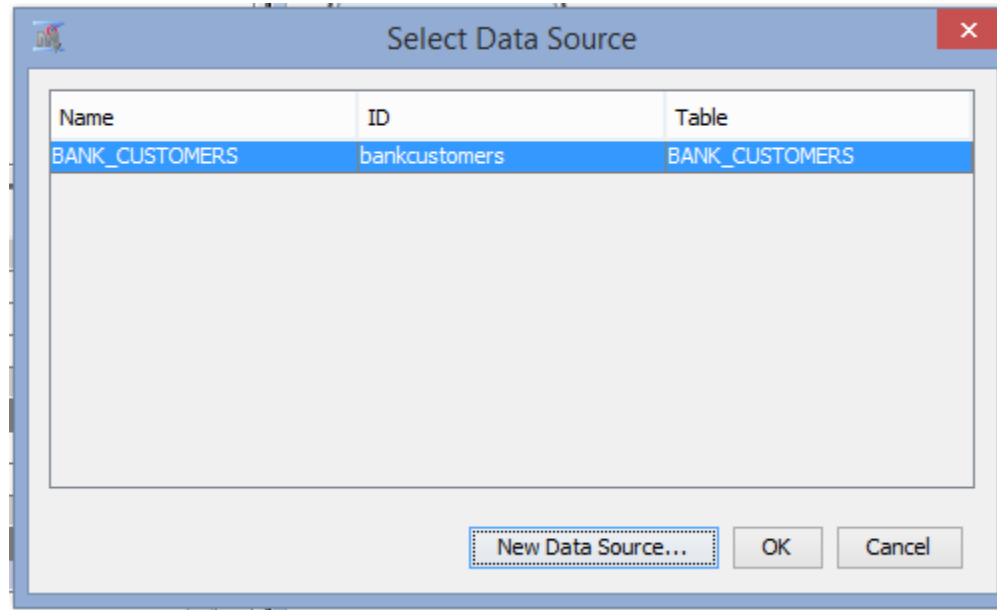 Select Data Source
Name ID Table
BANK_CUSTOMERS bankcustomers BANK_CUSTOMERS
New Data Source... OK Cancel